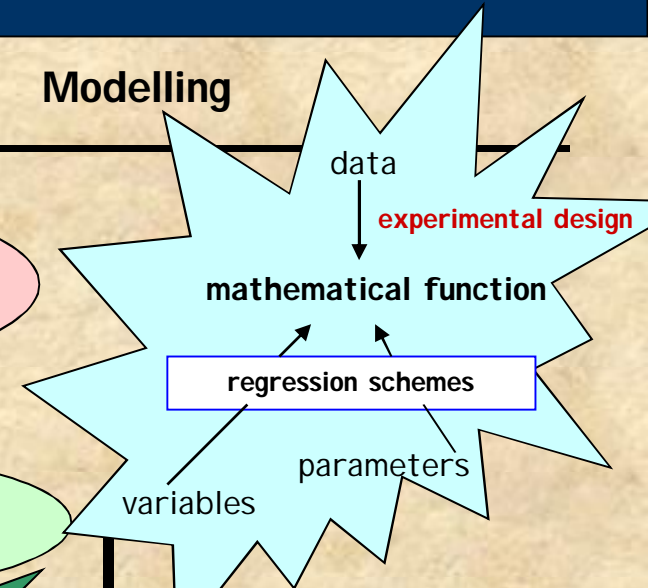 Modelling
data
experimental design
mathematical function
regression schemes
parameters
variables